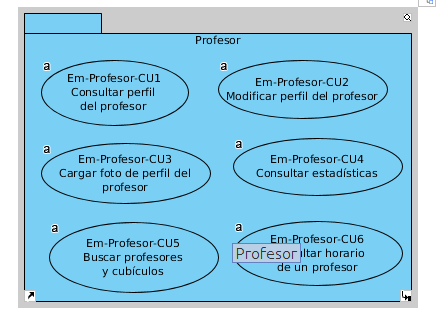 Profesor
a
Em-Profesor-CU1
Consultar perfil
del profesor
a
Em-Profesor-CU2
Modificar perfil del profesor
a
Em-Profesor-CU3
Cargar foto de perfil del
profesor
a
Em-Profesor-CU4
Consultar estadísticas
a
Em-Profesor-CU5
Buscar profesores
y cubículos
a
Em-Profesor-CU6
horario
de un profesor
Profesor